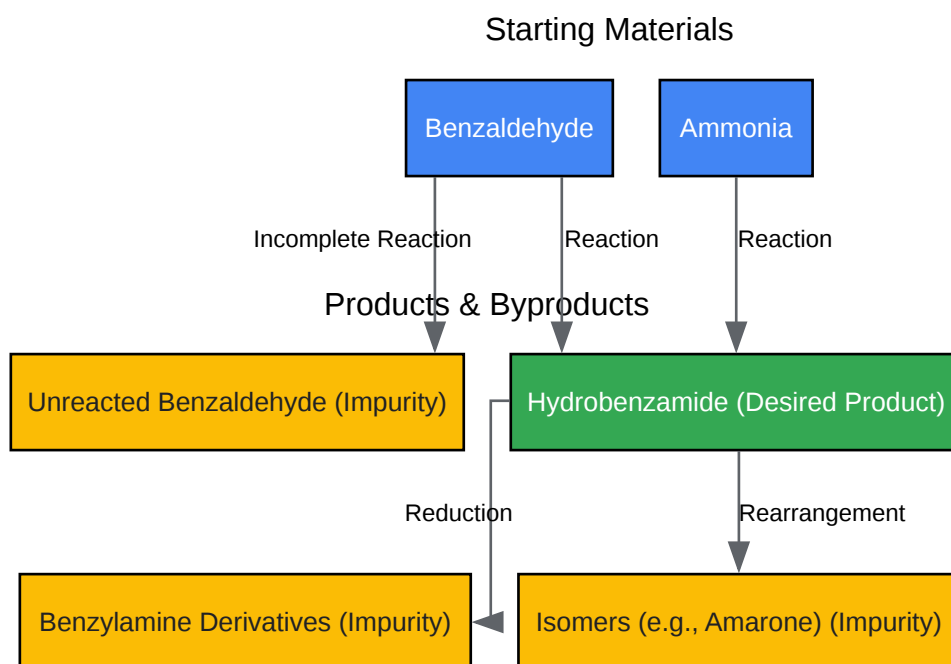 Starting Materials
Benzaldehyde
Ammonia
Incomplete Reaction
Reaction
Reaction
Products & Byproducts
Unreacted Benzaldehyde (Impurity)
Hydrobenzamide (Desired Product)
Reduction
Rearrangement
Benzylamine Derivatives (Impurity)
Isomers (e.g., Amarone) (Impurity)